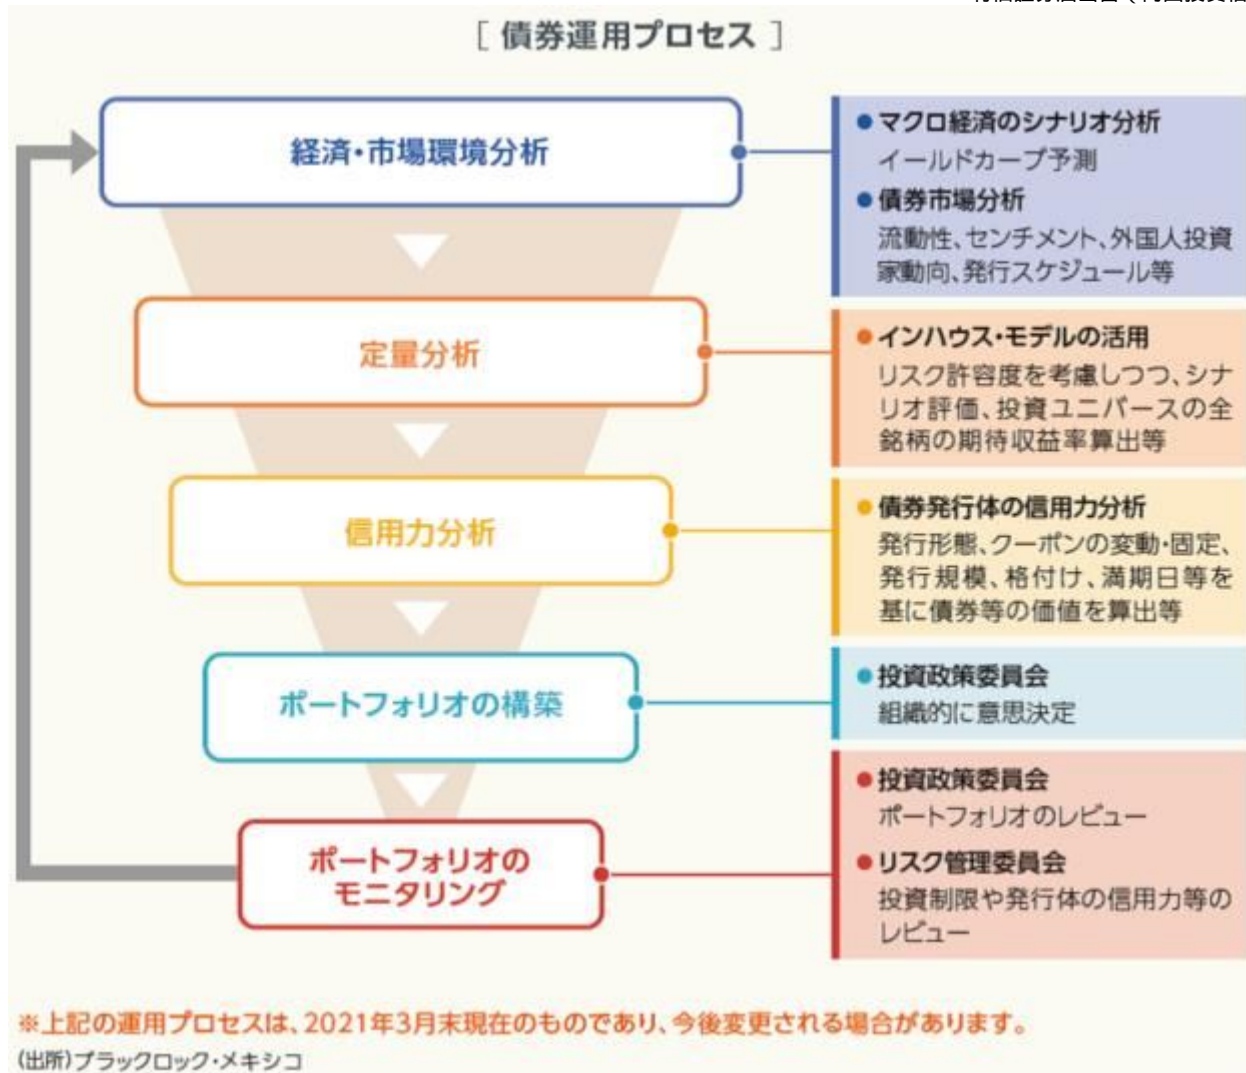 [ 債券運用プロセス ]
経済・市場環境分析
●マクロ経済のシナリオ分析
イールドカーブ予測
●債券市場分析
流動性、センチメント、外国人投資
家動向、発行スケジュール等
定量分析
●インハウス・モデルの活用
リスク許容度を考慮しつつ、シナ
リオ評価、投資ユニバースの全
銘柄の期待収益率算出等
信用力分析
●債券発行体の信用力分析
発行形態、クーポンの変動・固定、
発行規模、格付け、満期日等を
基に債券等の価値を算出等
ポートフォリオの構築
●投資政策委員会
組織的に意思決定
ポートフォリオの
モニタリング
●投資政策委員会
ポートフォリオのレビュー
●リスク管理委員会
投資制限や発行体の信用力等の
レビュー
※上記の運用プロセスは、2021年3月末現在のものであり、今後変更される場合があります。
(出所)ブラックロック・メキシコ